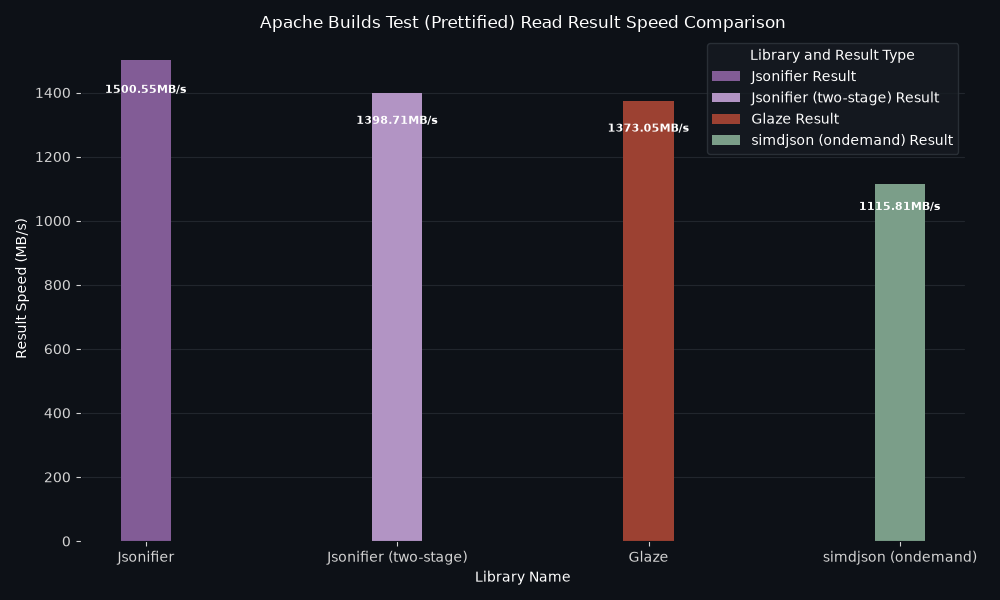 Apache Builds Test (Prettified) Read Result Speed Comparison
Library and Result Type
Jsonifier Result
Jsonifier (two-stage) Result
Glaze Result
simdjson (ondemand) Result
1500.55MB/s
1398.71MB/s
1373.05MB/s
1115.81MB/s
Result Speed (MB/s)
1400
1200
1000
800
600
400
200
0
Jsonifier
Jsonifier (two-stage)
Glaze
simdjson (ondemand)
Library Name